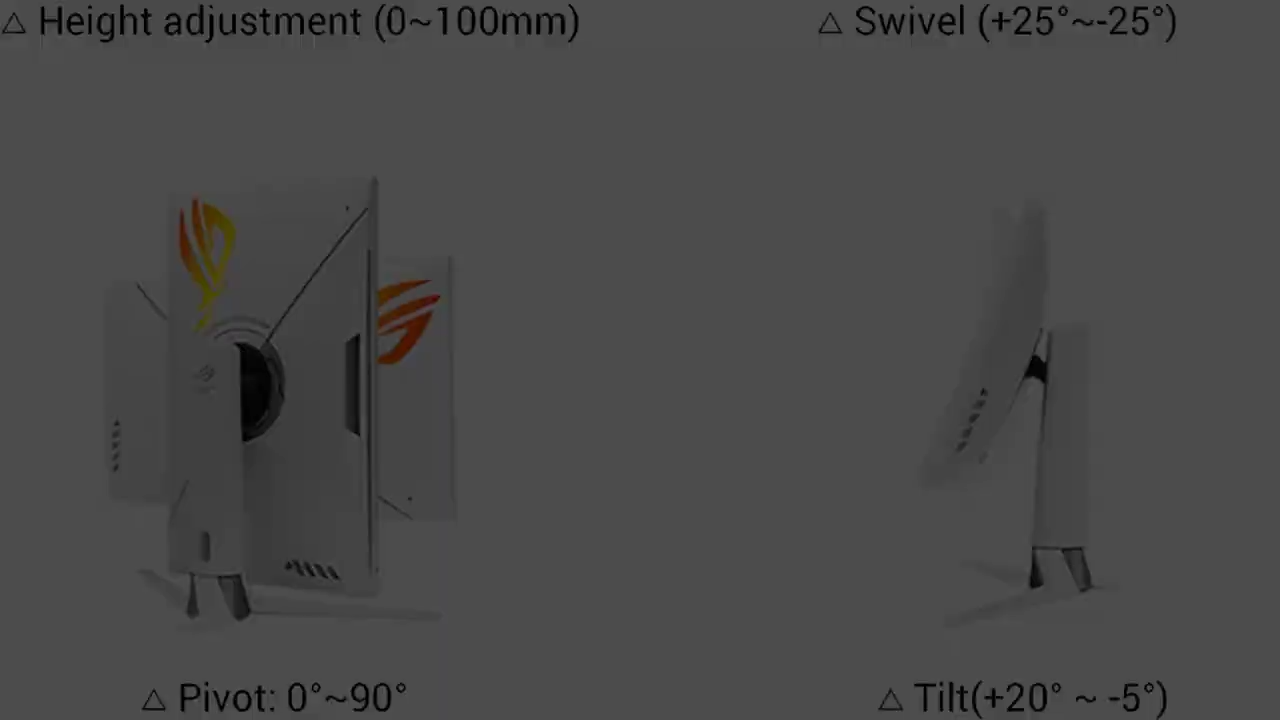 △ Height adjustment (0~100mm)
△ Swivel (+25°~-25°)
△ Pivot: 0°~90°
△ Tilt(+20° ~ -5°)